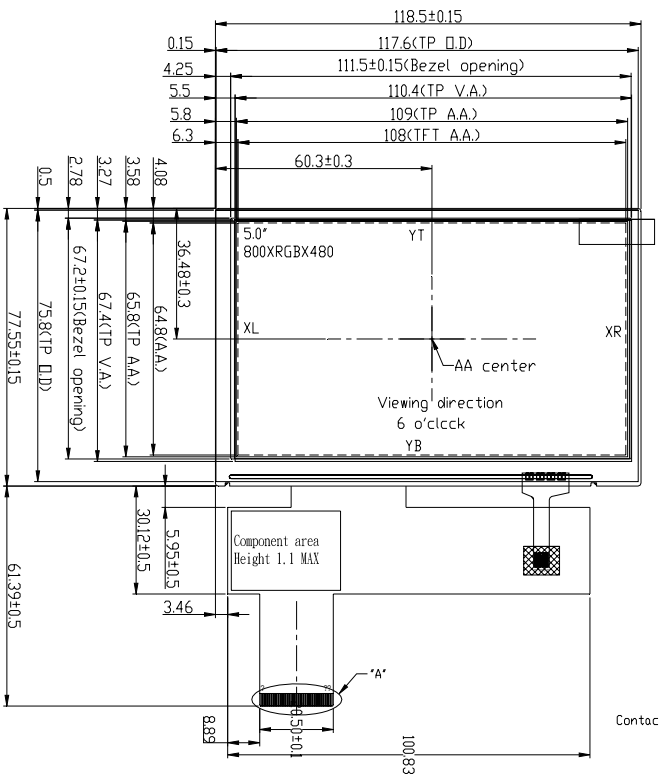 118.5±0.15
0.15
117.6(TP O.D)
4.25
111.5±0.15(Bezel opening)
5.5
110.4(TP V.A.)
5.8
109(TP A.A.)
6.3
108(TFT A.A.)
60.3±0.3
0.5
2.78
3.27
3.58
4.08
5.0"
800XRGBX480
YT
XL
XR
AA center
Viewing direction
6 o'clcck
YB
36.48±0.3
64.8(A.A.)
65.8(TP A.A.)
67.4(TP V.A.)
67.2±0.15(Bezel opening)
75.8(TP O.D)
77.55±0.15
61.39±0.5
30.12±0.5
5.95±0.5
3.46
Component area
Height 1.1 MAX
"A"
8.89
100.83
Contac